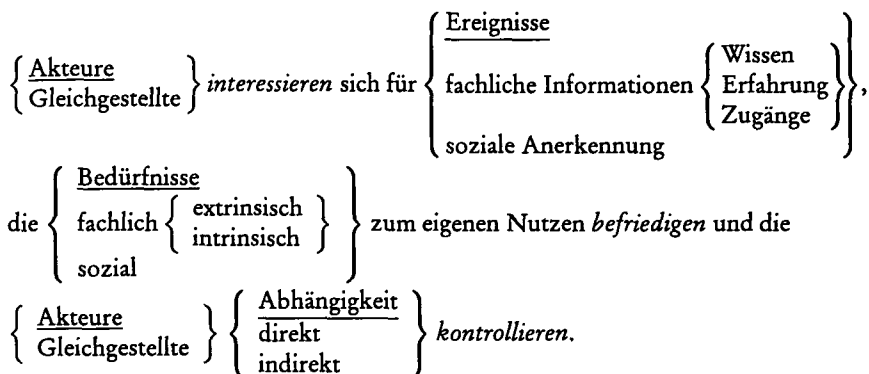 Ereignisse
Akteure
Gleichgestellte
interessieren sich für
fachliche Informationen
Wissen
Erfahrung
Zugänge
,
soziale Anerkennung
die
Bedürfnisse
fachlich
extrinsisch
intrinsisch
sozial
zum eigenen Nutzen befriedigen und die
Akteure
Gleichgestellte
Abhängigkeit
direkt
indirekt
kontrollieren.